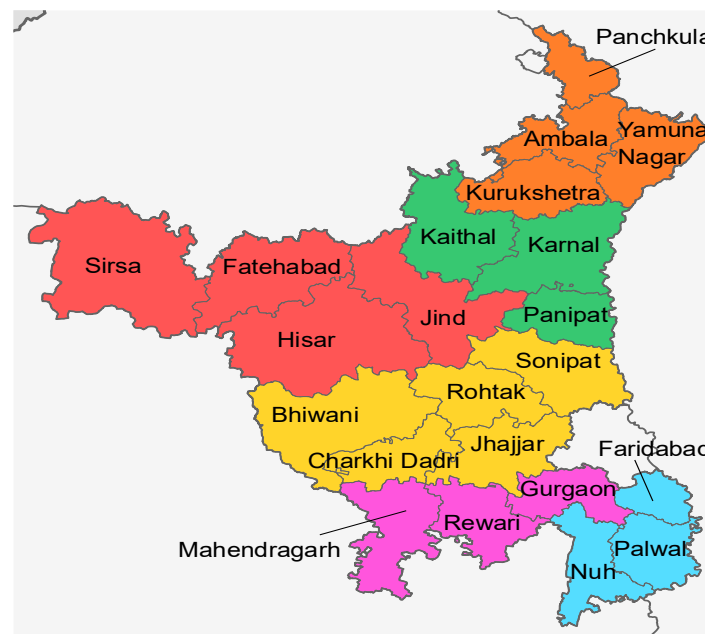 Panchkula
Ambala
Yamuna
Nagar
Kurukshetra
Kaithal
Karnal
Sirsa
Fatehabad
Jind
Panipat
Hisar
Sonipat
Rohtak
Bhiwani
Jhajjar
Charkhi Dadri
Faridabad
Gurgaon
Rewari
Mahendragarh
Palwal
Nuh